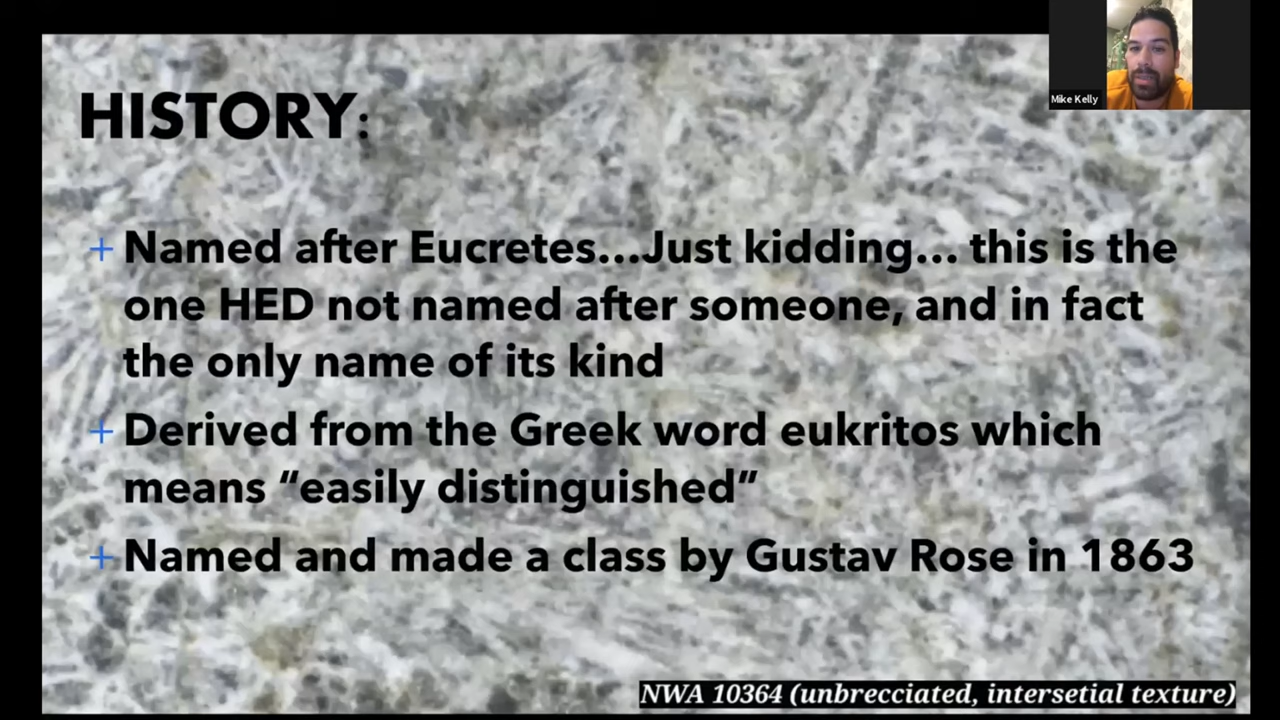 Mike Kelly
HISTORY:
+ Named after Eucretes...Just kidding... this is the
one HED not named after someone, and in fact
the only name of its kind
+ Derived from the Greek word eukritos which
means “easily distinguished”
+ Named and made a class by Gustav Rose in 1863
NWA 10364 (unbrecciated, intersetial texture)